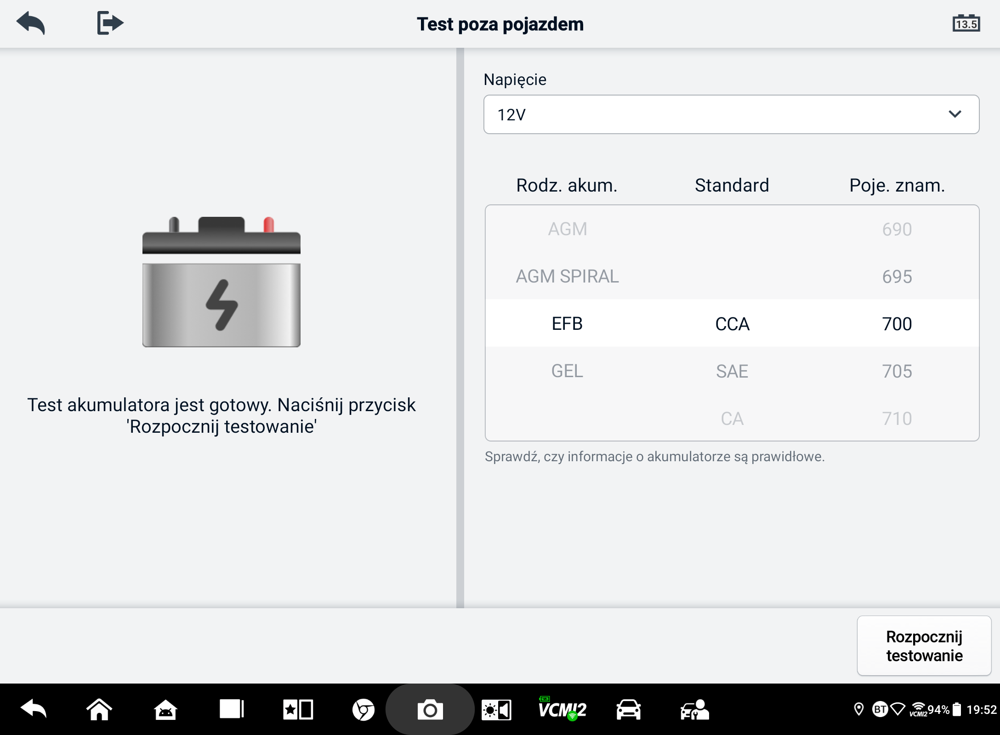 Test poza pojazdem
13.5
Napięcie
12V
Rodz. akum. Standard Poje. znam.
AGM 690
AGM SPIRAL 695
EFB CCA 700
GEL SAE 705
CA 710
Sprawdź, czy informacje o akumulatorze są prawidłowe.
Test akumulatora jest gotowy. Naciśnij przycisk
'Rozpocznij testowanie'
Rozpocznij
testowanie
VCMI2
BT VCMI2 94% 19:52